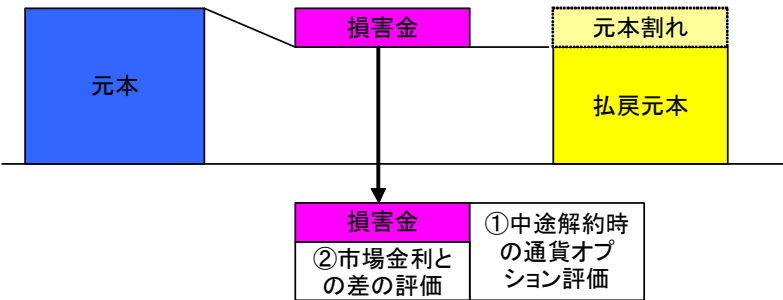 損害金
元本割れ
元本
払戻元本
損害金
②市場金利と
の差の評価
①中途解約時
の通貨オプ
ション評価